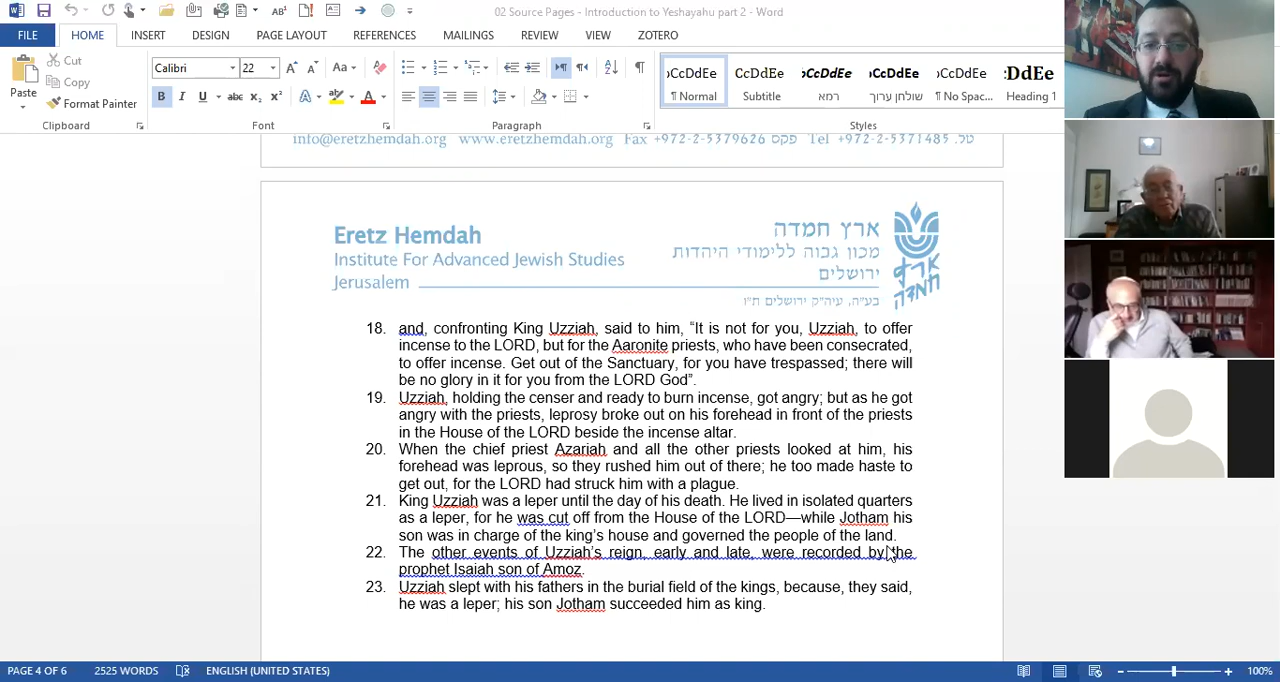 02 Source Pages - Introduction to Yeshayahu part 2 - Word
FILE HOME INSERT DESIGN PAGE LAYOUT REFERENCES MAILINGS REVIEW VIEW ZOTERO
Cut
Copy
Format Painter
Paste
Calibri 22
Normal Subtitle רמא שולחן ערוך ¶ No Spac... Heading 1
Clipboard Font Paragraph Styles
info@eretzhemdah.org www.eretzhemdah.org Fax +972-2-5379626 פקס Tel +972-2-5371485 טל.
Eretz Hemdah
Institute For Advanced Jewish Studies
Jerusalem
ארץ חמדה
מכון גבוה ללימודי היהדות
ירושלים
בע"ה, עיה"ק ירושלים ת"ו
ארץ
חמדה
18. and, confronting King Uzziah, said to him, “It is not for you, Uzziah, to offer
incense to the LORD, but for the Aaronite priests, who have been consecrated,
to offer incense. Get out of the Sanctuary, for you have trespassed; there will
be no glory in it for you from the LORD God”.
19. Uzziah, holding the censer and ready to burn incense, got angry; but as he got
angry with the priests, leprosy broke out on his forehead in front of the priests
in the House of the LORD beside the incense altar.
20. When the chief priest Azariah and all the other priests looked at him, his
forehead was leprous, so they rushed him out of there; he too made haste to
get out, for the LORD had struck him with a plague.
21. King Uzziah was a leper until the day of his death. He lived in isolated quarters
as a leper, for he was cut off from the House of the LORD—while Jotham his
son was in charge of the king’s house and governed the people of the land.
22. The other events of Uzziah’s reign, early and late, were recorded by the
prophet Isaiah son of Amoz.
23. Uzziah slept with his fathers in the burial field of the kings, because, they said,
he was a leper; his son Jotham succeeded him as king.
PAGE 4 OF 6 2525 WORDS ENGLISH (UNITED STATES) 100%